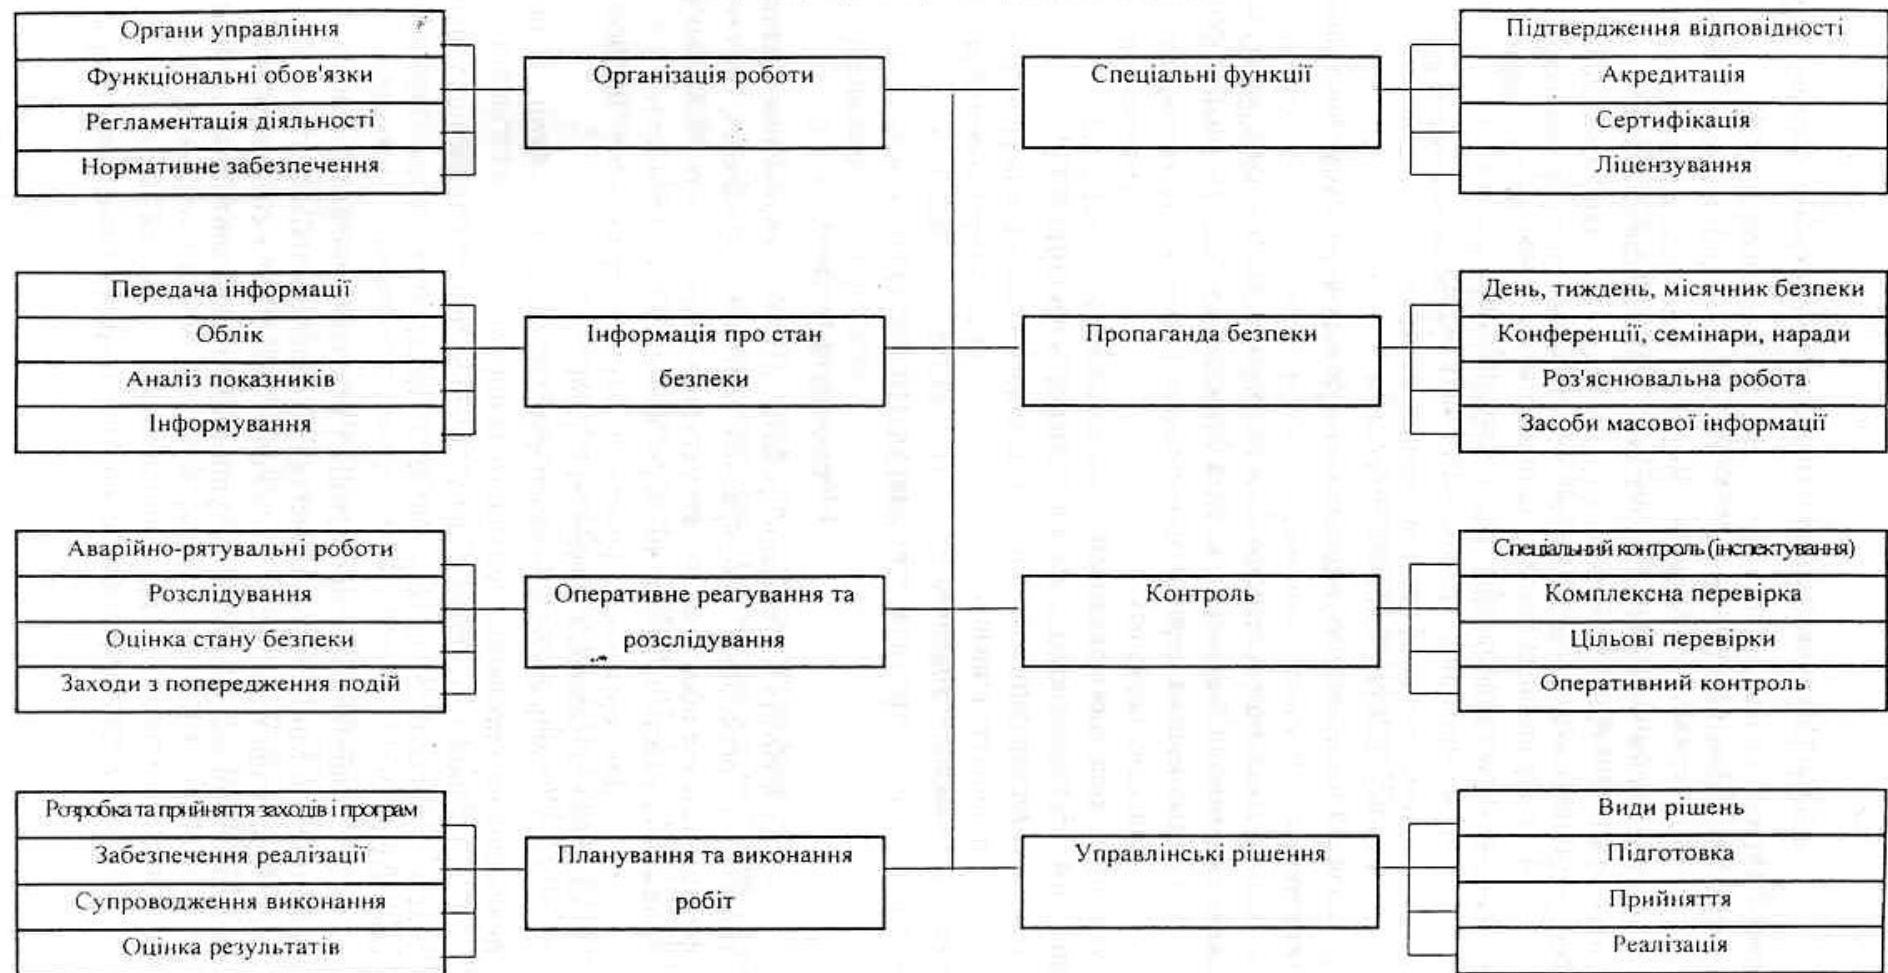 Органи управління
Функціональні обов'язки
Регламентація діяльності
Нормативне забезпечення
Організація роботи
Спеціальні функції
Підтвердження відповідності
Акредитація
Сертифікація
Ліцензування
Передача інформації
Облік
Аналіз показників
Інформування
Інформація про стан
безпеки
Пропаганда безпеки
День, тиждень, місячник безпеки
Конференції, семінари, наради
Роз'яснювальна робота
Засоби масової інформації
Аварійно-рятувальні роботи
Розслідування
Оцінка стану безпеки
Заходи з попередження подій
Оперативне реагування та
розслідування
Контроль
Спеціальний контроль (інспектування)
Комплексна перевірка
Цільові перевірки
Оперативний контроль
Розробка та прийняття заходів і програм
Забезпечення реалізації
Супроводження виконання
Оцінка результатів
Планування та виконання
робіт
Управлінські рішення
Види рішень
Підготовка
Прийняття
Реалізація